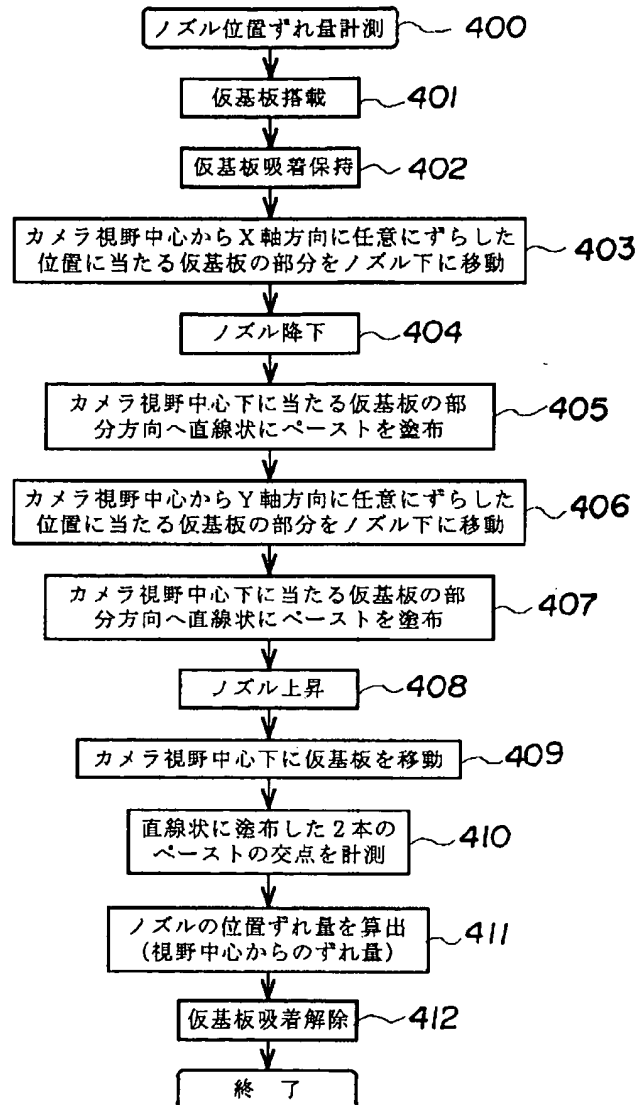 ノズル位置ずれ量計測 400
仮基板搭載 401
仮基板吸着保持 402
カメラ視野中心からX軸方向に任意にずらした
位置に当たる仮基板の部分をノズル下に移動 403
ノズル降下 404
カメラ視野中心下に当たる仮基板の部
分方向へ直線状にペーストを塗布 405
カメラ視野中心からY軸方向に任意にずらした
位置に当たる仮基板の部分をノズル下に移動 406
カメラ視野中心下に当たる仮基板の部
分方向へ直線状にペーストを塗布 407
ノズル上昇 408
カメラ視野中心下に仮基板を移動 409
直線状に塗布した2本の
ペーストの交点を計測 410
ノズルの位置ずれ量を算出
(視野中心からのずれ量) 411
仮基板吸着解除 412
終了